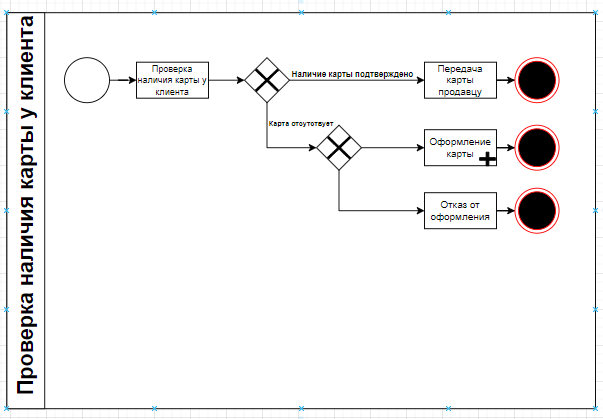 Проверка наличия карты у клиента
Проверка
наличия карты у
клиента
Наличие карты подтверждено
Передача
карты
продавцу
Карта отсутствует
Оформление
карты
Отказ от
оформления